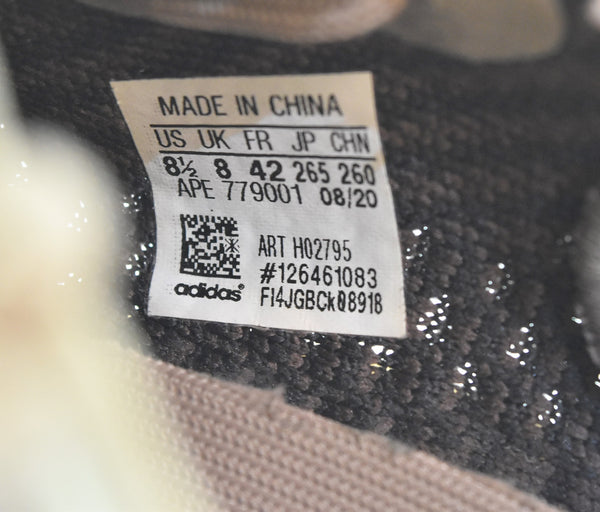 MADE IN CHINA
US UK FR JP CHN
8½ 8 42 265 260
APE 779001 08/20
ART H02795
#126461083
adidas® FI4JGBCk08918